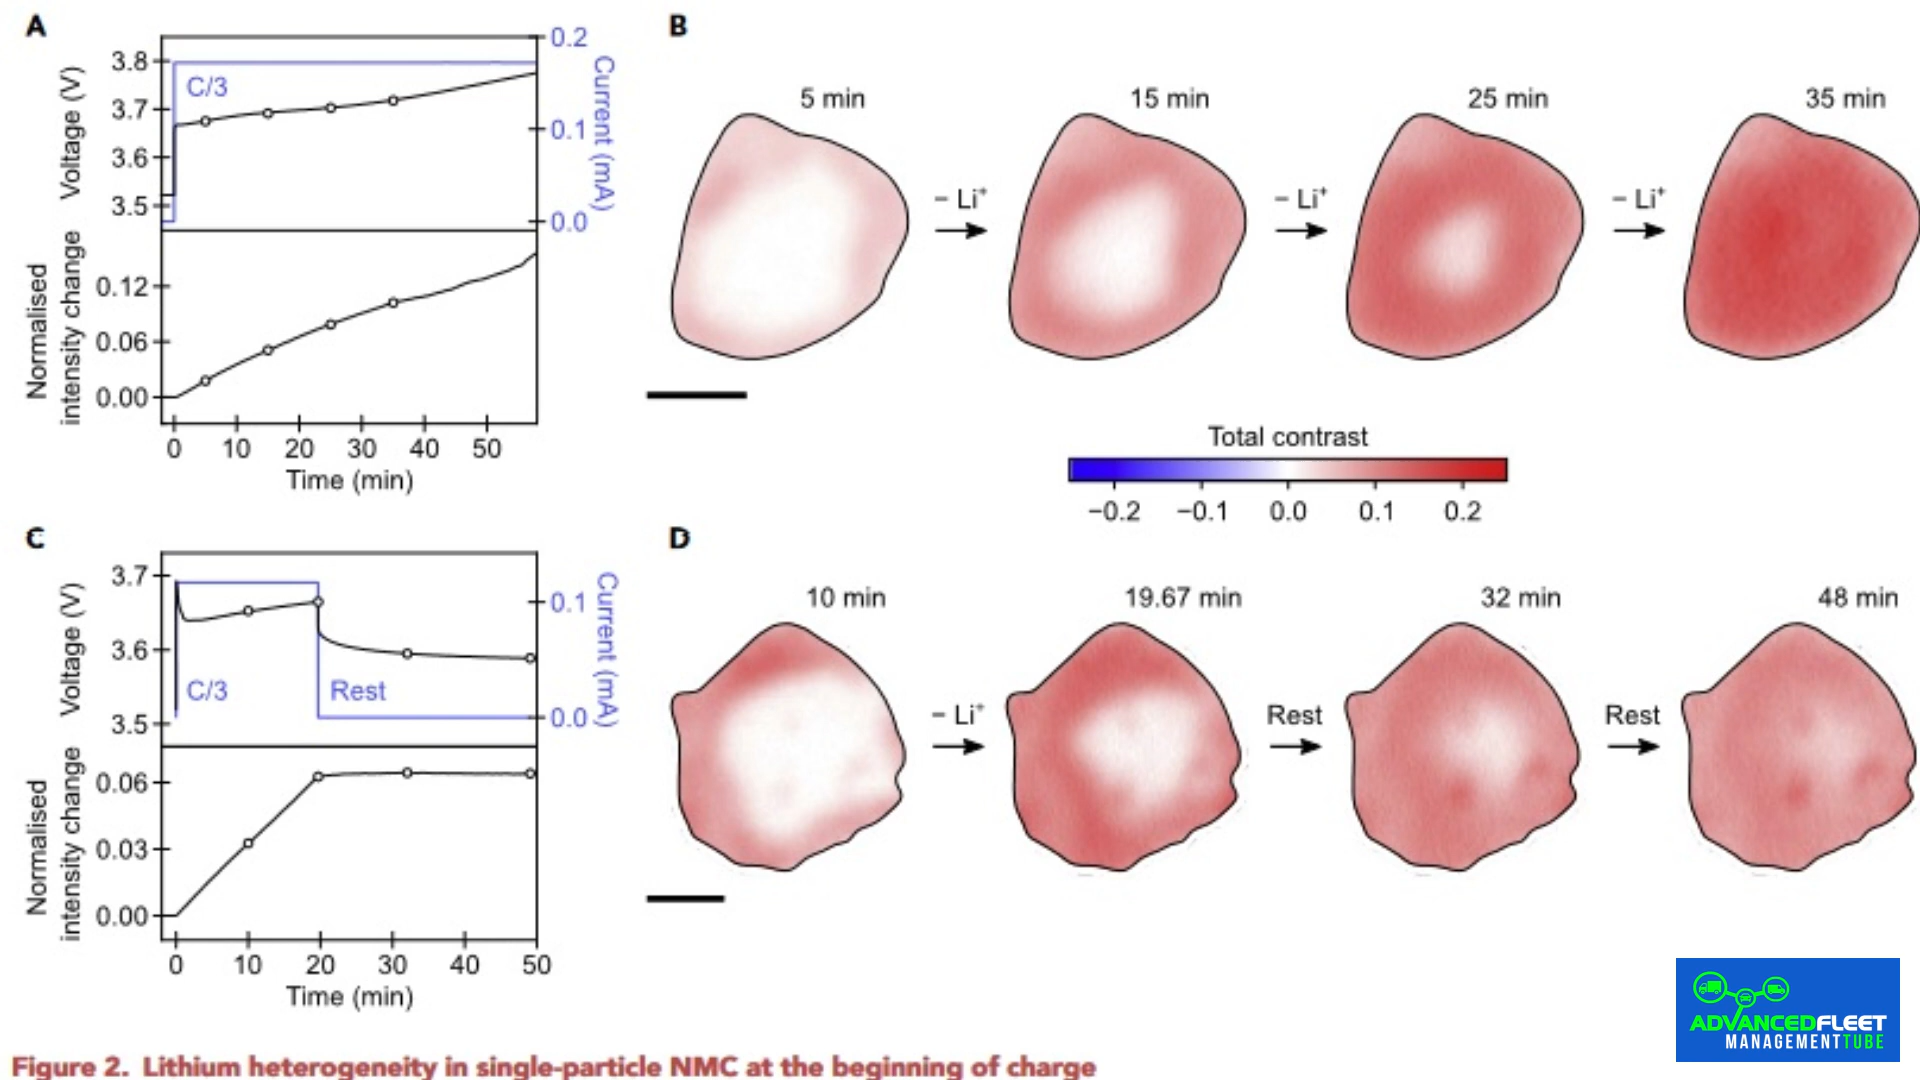 A
Voltage (V)
3.8
3.7
3.6
3.5
C/3
0.2
0.1
0.0
Current (mA)
Normalised
intensity change
0.12
0.06
0.00
0 10 20 30 40 50
Time (min)
B
5 min 15 min 25 min 35 min
− Li⁺ − Li⁺ − Li⁺
Total contrast
−0.2 −0.1 0.0 0.1 0.2
C
Voltage (V)
3.7
3.6
3.5
C/3 Rest
0.1
0.0
Current (mA)
Normalised
intensity change
0.06
0.03
0.00
0 10 20 30 40 50
Time (min)
D
10 min 19.67 min 32 min 48 min
− Li⁺ Rest Rest
ADVANCEDFLEET
MANAGEMENTTUBE
Figure 2. Lithium heterogeneity in single-particle NMC at the beginning of charge